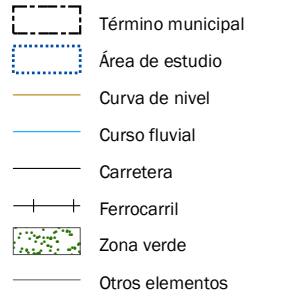 Término municipal
Área de estudio
Curva de nivel
Curso fluvial
Carretera
Ferrocarril
Zona verde
Otros elementos